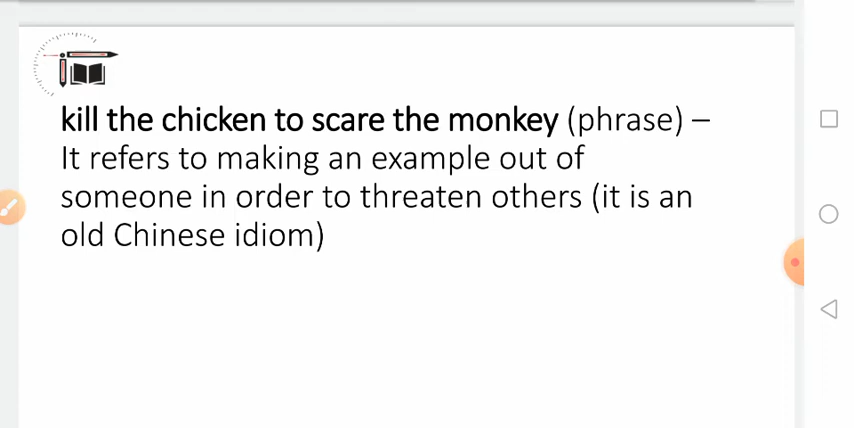 kill the chicken to scare the monkey (phrase) –
It refers to making an example out of
someone in order to threaten others (it is an
old Chinese idiom)